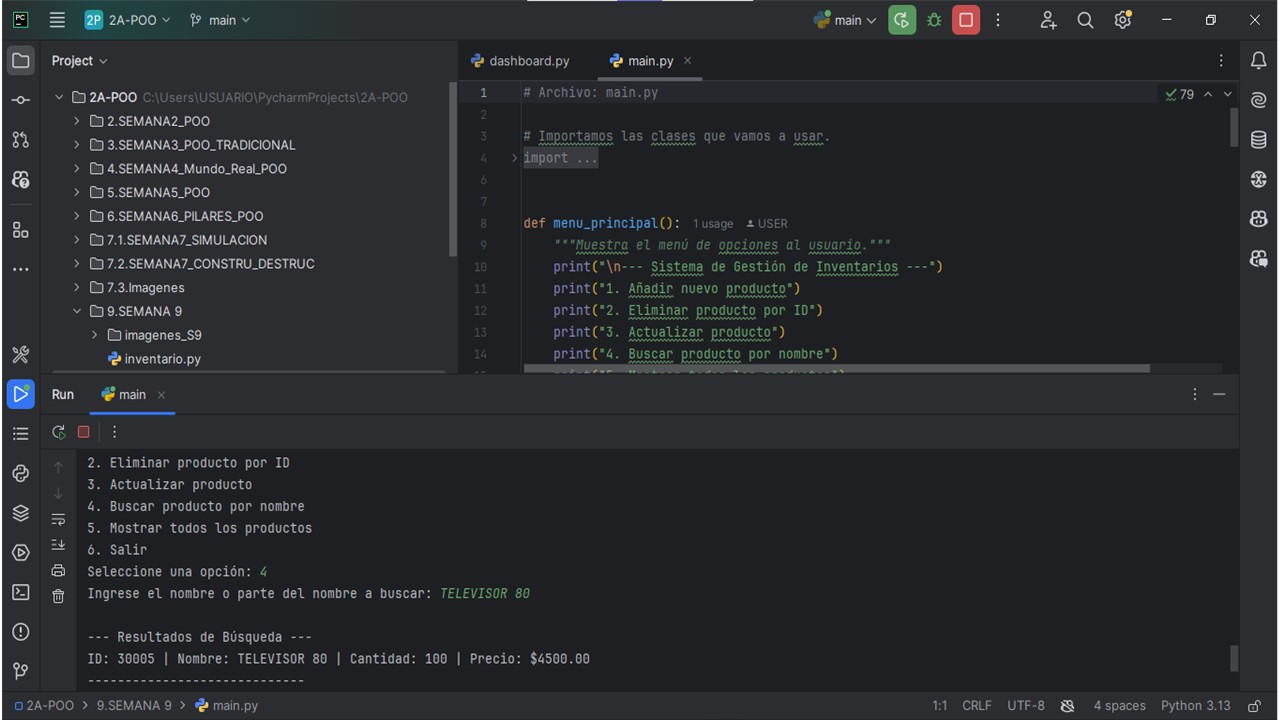 PC 2P 2A-POO main main
Project
2A-POO C:\Users\USUARIO\PycharmProjects\2A-POO
2.SEMANA2_POO
3.SEMANA3_POO_TRADICIONAL
4.SEMANA4_Mundo_Real_POO
5.SEMANA5_POO
6.SEMANA6_PILARES_POO
7.1.SEMANA7_SIMULACION
7.2.SEMANA7_CONSTRU_DESTRUC
7.3.Imagenes
9.SEMANA 9
imagenes_S9
inventario.py
dashboard.py main.py
79
1 # Archivo: main.py
2
3 # Importamos las clases que vamos a usar.
4 import ...
6
7
8 def menu_principal(): 1 usage USER
9 """Muestra el menú de opciones al usuario."""
10 print("\n--- Sistema de Gestión de Inventarios ---")
11 print("1. Añadir nuevo producto")
12 print("2. Eliminar producto por ID")
13 print("3. Actualizar producto")
14 print("4. Buscar producto por nombre")
Run main
2. Eliminar producto por ID
3. Actualizar producto
4. Buscar producto por nombre
5. Mostrar todos los productos
6. Salir
Seleccione una opción: 4
Ingrese el nombre o parte del nombre a buscar: TELEVISOR 80
--- Resultados de Búsqueda ---
ID: 30005 | Nombre: TELEVISOR 80 | Cantidad: 100 | Precio: $4500.00
-----------------------------
2A-POO > 9.SEMANA 9 > main.py 1:1 CRLF UTF-8 4 spaces Python 3.13